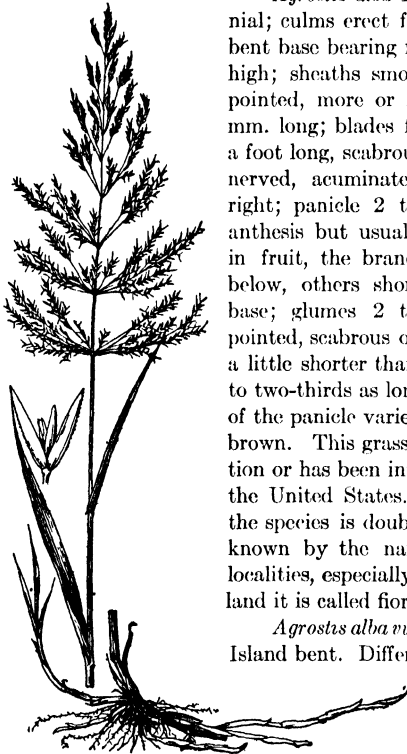 nial; culms erect f
bent base bearing
high; sheaths smo
pointed, more or
mm. long; blades f
a foot long, scabrou
nerved, acuminate
right; panicle 2 t
anthesis but usual
in fruit, the bran
below, others shor
base; glumes 2 t
pointed, scabrous o
a little shorter than
to two-thirds as lon
of the panicle varie
brown. This grass
tion or has been in
the United States.
the species is doub
known by the na
localities, especially
land it is called fior
Agrostis alba vu
Island bent. Differ